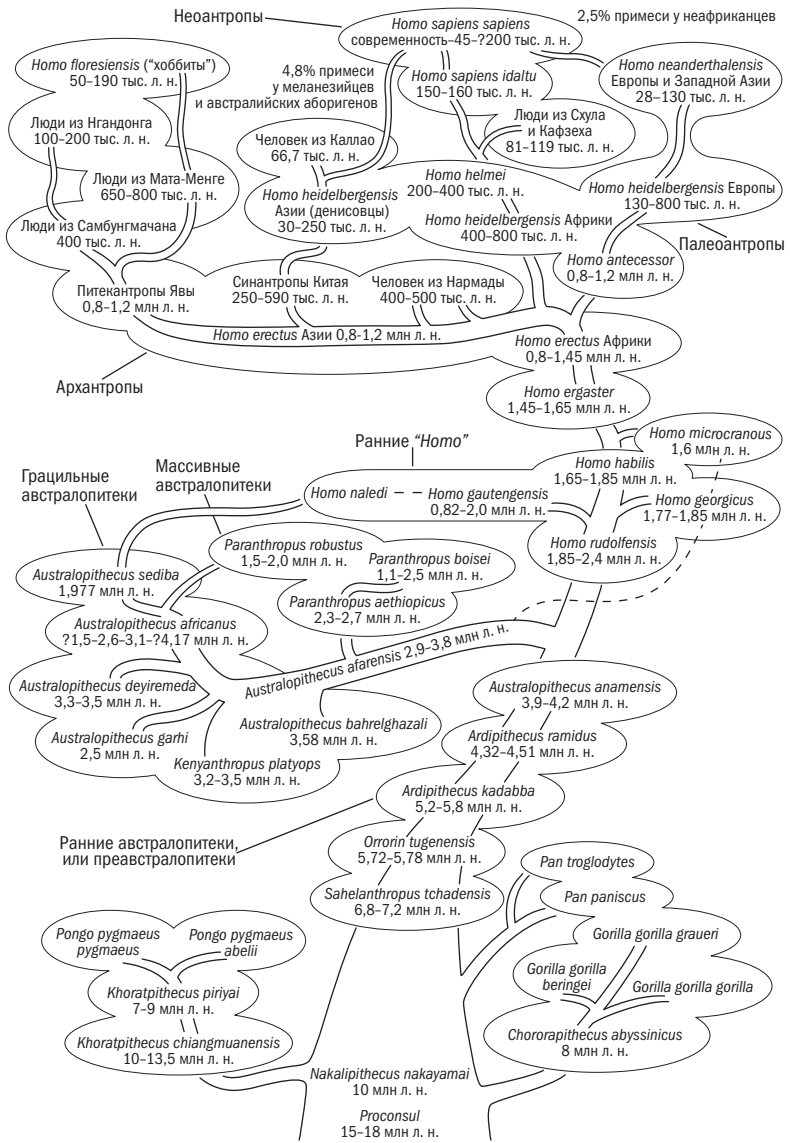 Неоантропы
Homo sapiens sapiens
современность–45–?200 тыс. л. н.
2,5% примеси у неафриканцев
Homo floresiensis (“хоббиты”)
50–190 тыс. л. н.
4,8% примеси
у меланезийцев
и австралийских аборигенов
Homo sapiens idaltu
150–160 тыс. л. н.
Homo neanderthalensis
Европы и Западной Азии
28–130 тыс. л. н.
Люди из Нгандонга
100–200 тыс. л. н.
Человек из Каллао
66,7 тыс. л. н.
Люди из Схула
и Кафзеха
81–119 тыс. л. н.
Люди из Мата-Менге
650–800 тыс. л. н.
Homo heidelbergensis
Азии (денисовцы)
30–250 тыс. л. н.
Homo helmei
200–400 тыс. л. н.
Homo heidelbergensis Европы
130–800 тыс. л. н.
Люди из Самбунгмачана
400 тыс. л. н.
Homo heidelbergensis Африки
400–800 тыс. л. н.
Палеоантропы
Homo antecessor
0,8–1,2 млн л. н.
Питекантропы Явы
0,8–1,2 млн л. н.
Синантропы Китая
250–590 тыс. л. н.
Человек из Нармады
400–500 тыс. л. н.
Homo erectus Азии 0,8-1,2 млн л. н.
Homo erectus Африки
0,8–1,45 млн л. н.
Архантропы
Homo ergaster
1,45–1,65 млн л. н.
Ранние “Homo”
Homo microcranous
1,6 млн л. н.
Грацильные
австралопитеки
Массивные
австралопитеки
Homo habilis
1,65–1,85 млн л. н.
Homo naledi – – Homo gautengensis
0,82–2,0 млн л. н.
Homo georgicus
1,77–1,85 млн л. н.
Homo rudolfensis
1,85–2,4 млн л. н.
Paranthropus robustus
1,5–2,0 млн л. н.
Paranthropus boisei
1,1–2,5 млн л. н.
Australopithecus sediba
1,977 млн л. н.
Paranthropus aethiopicus
2,3–2,7 млн л. н.
Australopithecus africanus
?1,5–2,6–3,1–?4,17 млн л. н.
Australopithecus afarensis 2,9–3,8 млн л. н.
Australopithecus deyiremeda
3,3–3,5 млн л. н.
Australopithecus anamensis
3,9–4,2 млн л. н.
Australopithecus bahrelghazali
3,58 млн л. н.
Australopithecus garhi
2,5 млн л. н.
Ardipithecus ramidus
4,32–4,51 млн л. н.
Kenyanthropus platyops
3,2–3,5 млн л. н.
Ardipithecus kadabba
5,2–5,8 млн л. н.
Ранние австралопитеки,
или преавстралопитеки
Orrorin tugenensis
5,72–5,78 млн л. н.
Pan troglodytes
Sahelanthropus tchadensis
6,8–7,2 млн л. н.
Pan paniscus
Pongo pygmaeus
pygmaeus
Pongo pygmaeus
abelii
Gorilla gorilla graueri
Gorilla gorilla
beringei
Gorilla gorilla gorilla
Khoratpithecus piriyai
7–9 млн л. н.
Khoratpithecus chiangmuanensis
10–13,5 млн л. н.
Chororapithecus abyssinicus
8 млн л. н.
Nakalipithecus nakayamai
10 млн л. н.
Proconsul
15–18 млн л. н.